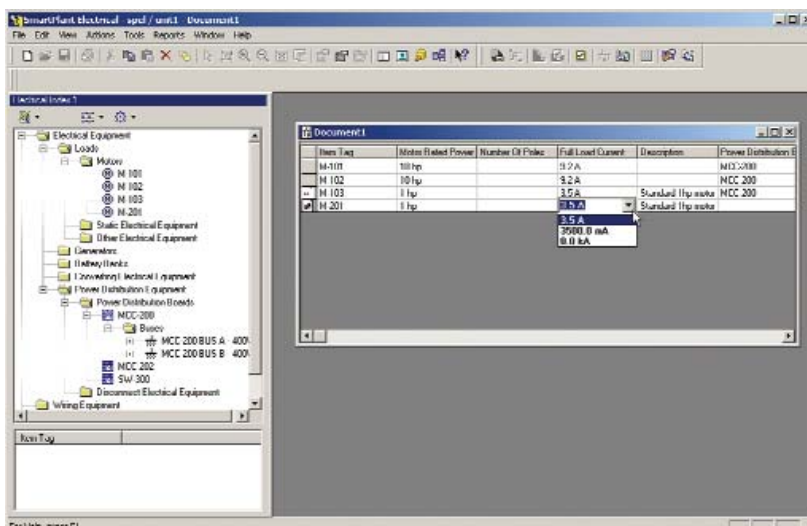 SmartPlant Electrical - spel / unit1 - Document1
File Edit View Actions Tools Reports Window Help
Electrical Index 1
Electrical Equipment
Loads
Motors
M-101
M-102
M-103
M-201
Static Electrical Equipment
Other Electrical Equipment
Generators
Battery Banks
Converting Electrical Equipment
Power Distribution Equipment
Power Distribution Boards
MCC-200
Buses
MCC 200 BUS A - 400
MCC 200 BUS B - 400
MCC 202
SW-300
Disconnect Electrical Equipment
Wiring Equipment
Item Tag
Document1
Item Tag Motor Rated Power Number Of Poles Full Load Current Description Power Distribution E
M-101 10 hp 9.2 A MCC-200
M-102 10 hp 9.2 A MCC 200
M-103 1 hp 3.5 A Standard 1hp motor MCC 200
M-201 1 hp 3.5 A Standard 1hp motor
3.5 A
3500.0 mA
0.0 kA
For Help, press F1